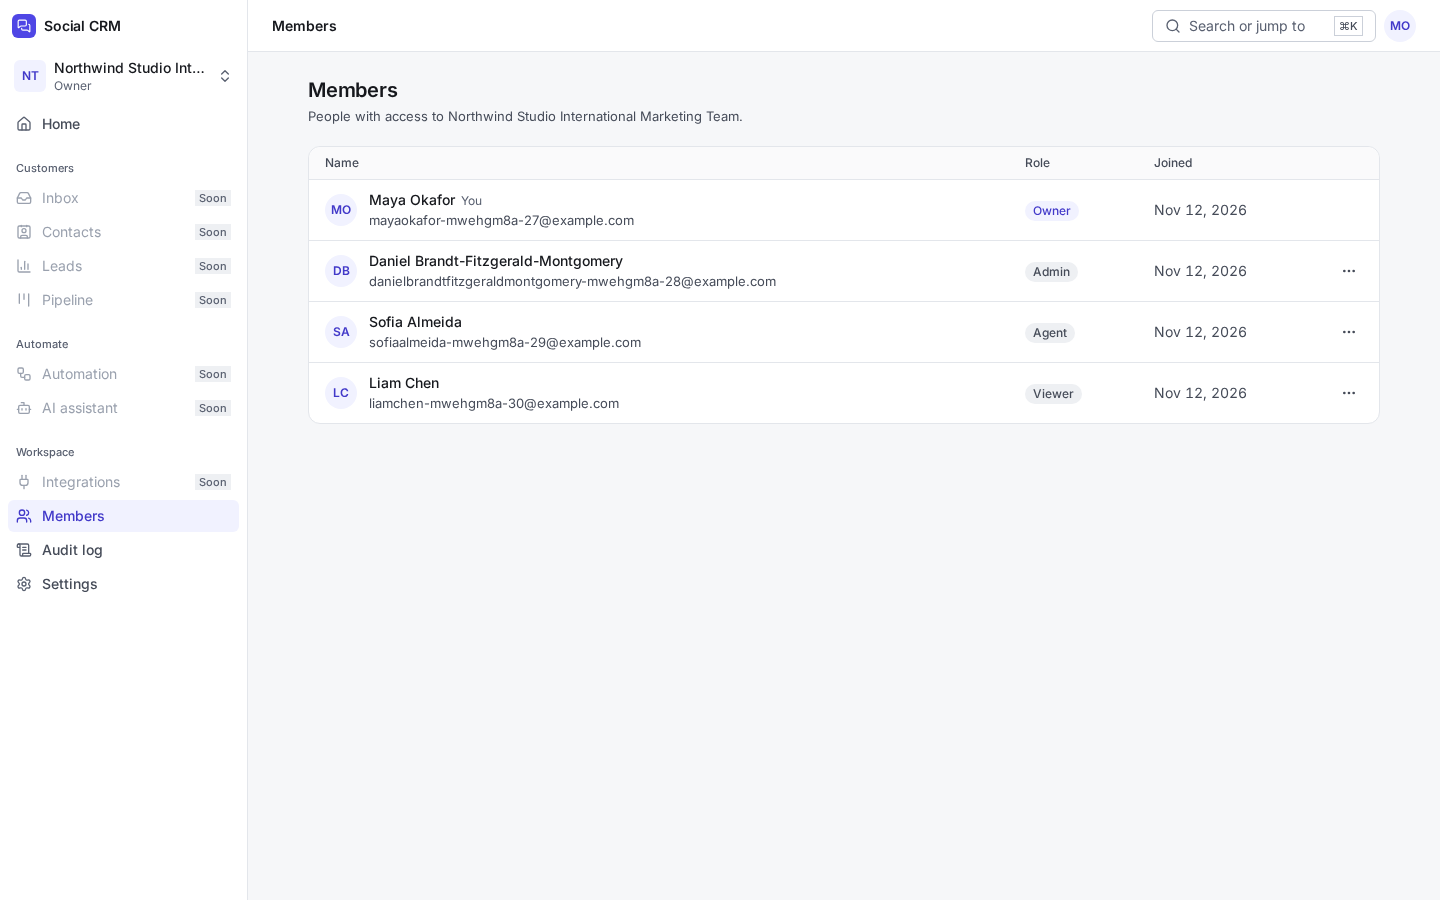 Social CRM
NT
Northwind Studio Int...
Owner
Home
Customers
Inbox Soon
Contacts Soon
Leads Soon
Pipeline Soon
Automate
Automation Soon
AI assistant Soon
Workspace
Integrations Soon
Members
Audit log
Settings
Members
Search or jump to ⌘K
MO
Members
People with access to Northwind Studio International Marketing Team.
Name Role Joined
MO Maya Okafor You Owner Nov 12, 2026
mayaokafor-mwehgm8a-27@example.com
DB Daniel Brandt-Fitzgerald-Montgomery Admin Nov 12, 2026
danielbrandtfitzgeraldmontgomery-mwehgm8a-28@example.com
SA Sofia Almeida Agent Nov 12, 2026
sofiaalmeida-mwehgm8a-29@example.com
LC Liam Chen Viewer Nov 12, 2026
liamchen-mwehgm8a-30@example.com